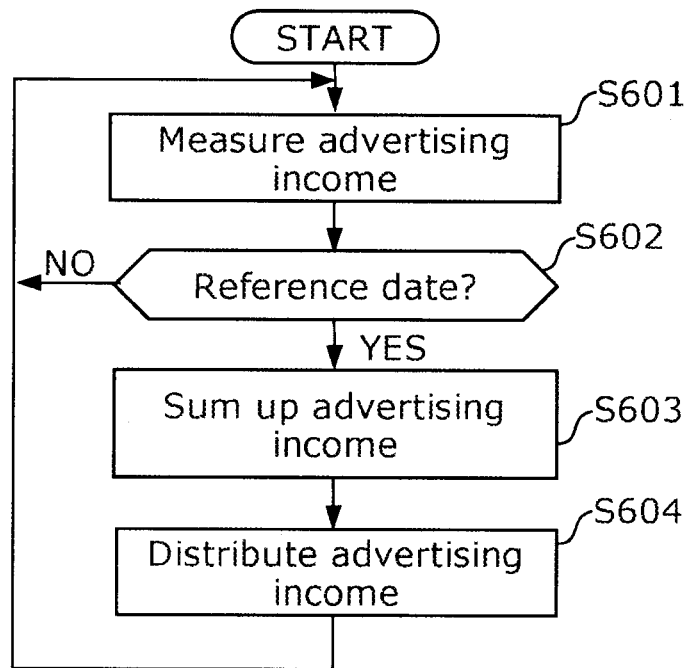 START
S601
Measure advertising
income
S602
NO
Reference date?
YES
Sum up advertising
income
S603
S604
Distribute advertising
income